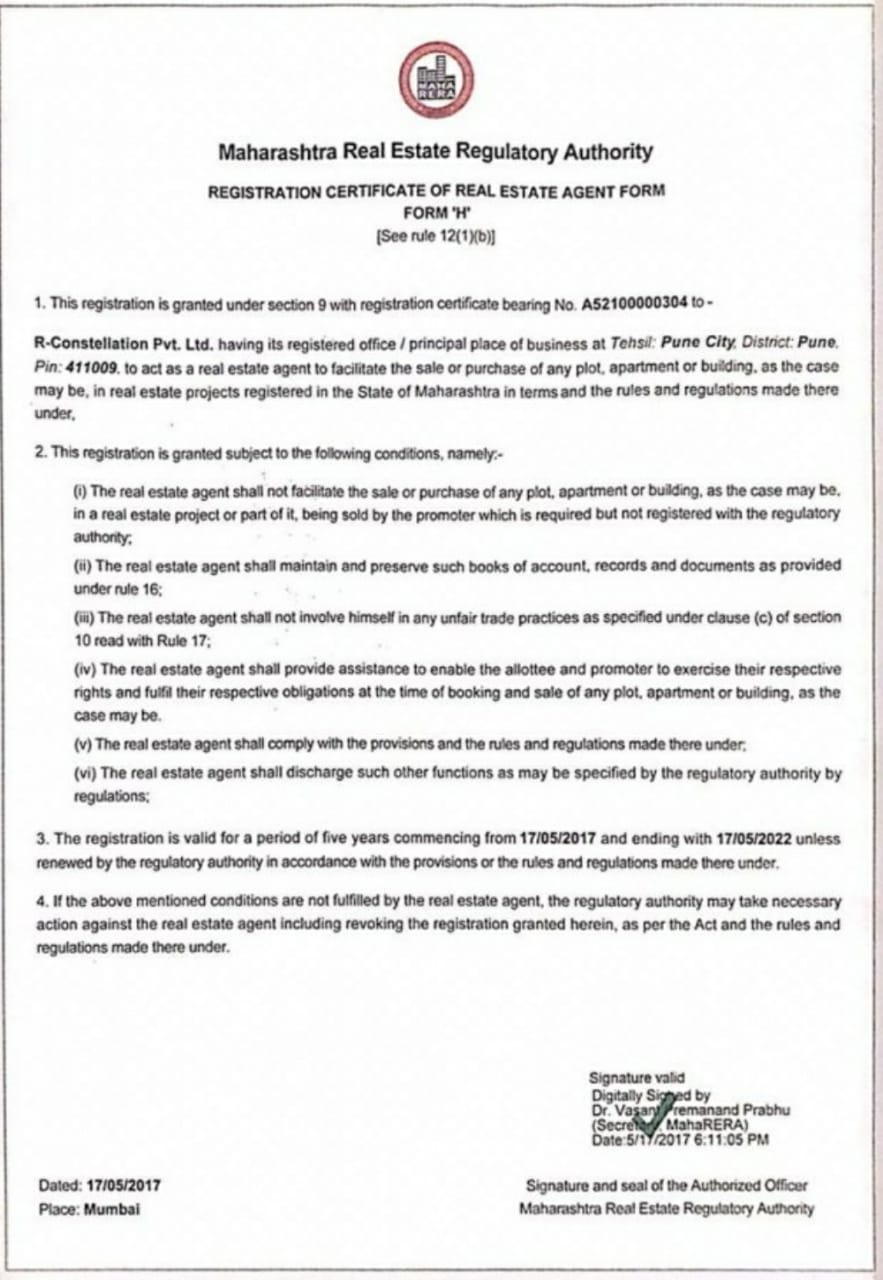 MAHA
RERA
Maharashtra Real Estate Regulatory Authority
REGISTRATION CERTIFICATE OF REAL ESTATE AGENT FORM
FORM 'H'
[See rule 12(1)(b)]
1. This registration is granted under section 9 with registration certificate bearing No. A52100000304 to -
R-Constellation Pvt. Ltd. having its registered office / principal place of business at Tehsil: Pune City, District: Pune,
Pin: 411009, to act as a real estate agent to facilitate the sale or purchase of any plot, apartment or building, as the case
may be, in real estate projects registered in the State of Maharashtra in terms and the rules and regulations made there
under,
2. This registration is granted subject to the following conditions, namely:-
(i) The real estate agent shall not facilitate the sale or purchase of any plot, apartment or building, as the case may be,
in a real estate project or part of it, being sold by the promoter which is required but not registered with the regulatory
authority;
(ii) The real estate agent shall maintain and preserve such books of account, records and documents as provided
under rule 16;
(iii) The real estate agent shall not involve himself in any unfair trade practices as specified under clause (c) of section
10 read with Rule 17;
(iv) The real estate agent shall provide assistance to enable the allottee and promoter to exercise their respective
rights and fulfil their respective obligations at the time of booking and sale of any plot, apartment or building, as the
case may be.
(v) The real estate agent shall comply with the provisions and the rules and regulations made there under;
(vi) The real estate agent shall discharge such other functions as may be specified by the regulatory authority by
regulations;
3. The registration is valid for a period of five years commencing from 17/05/2017 and ending with 17/05/2022 unless
renewed by the regulatory authority in accordance with the provisions or the rules and regulations made there under.
4. If the above mentioned conditions are not fulfilled by the real estate agent, the regulatory authority may take necessary
action against the real estate agent including revoking the registration granted herein, as per the Act and the rules and
regulations made there under.
Signature valid
Digitally Signed by
Dr. Vasant Premanand Prabhu
(Secretary, MahaRERA)
Date:5/17/2017 6:11:05 PM
Dated: 17/05/2017
Place: Mumbai
Signature and seal of the Authorized Officer
Maharashtra Real Estate Regulatory Authority